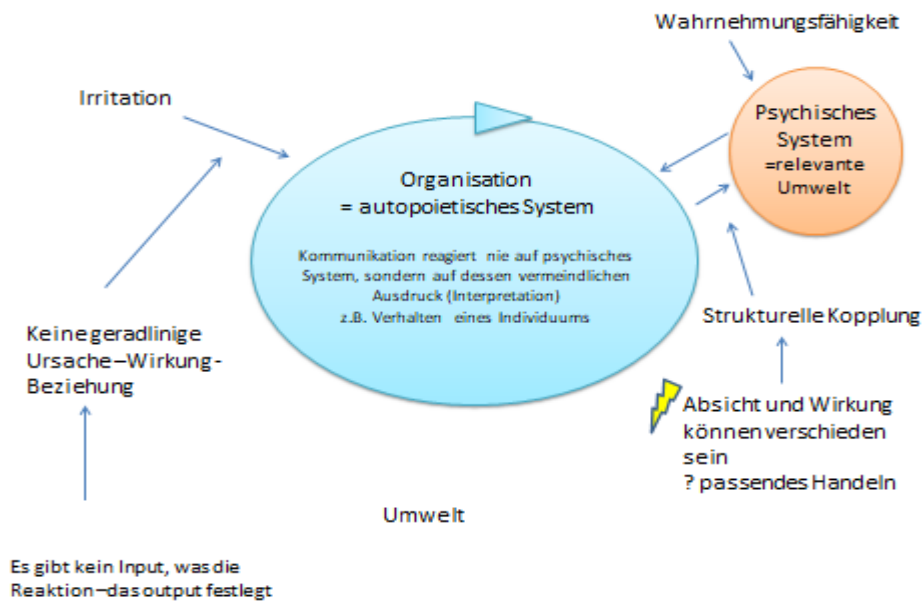 Wahrnehmungsfähigkeit
Irritation
Psychisches
System
=relevante
Umwelt
Organisation
= autopoietisches System
Kommunikation reagiert nie auf psychisches
System, sondern auf dessen vermeindlichen
Ausdruck (Interpretation)
z.B. Verhalten eines Individuums
Keine geradlinige
Ursache–Wirkung-
Beziehung
Strukturelle Kopplung
Absicht und Wirkung
können verschieden
sein
? passendes Handeln
Umwelt
Es gibt kein Input, was die
Reaktion–das output festlegt